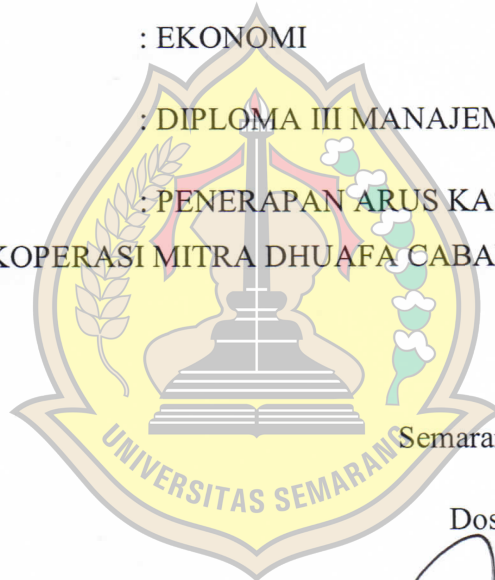 : EKONOMI
: DIPLOMA III MANAJEM
: PENERAPAN ARUS KA
KOPERASI MITRA DHUAFA CABA
Semara
UNIVERSITAS SEMARANG
Dos